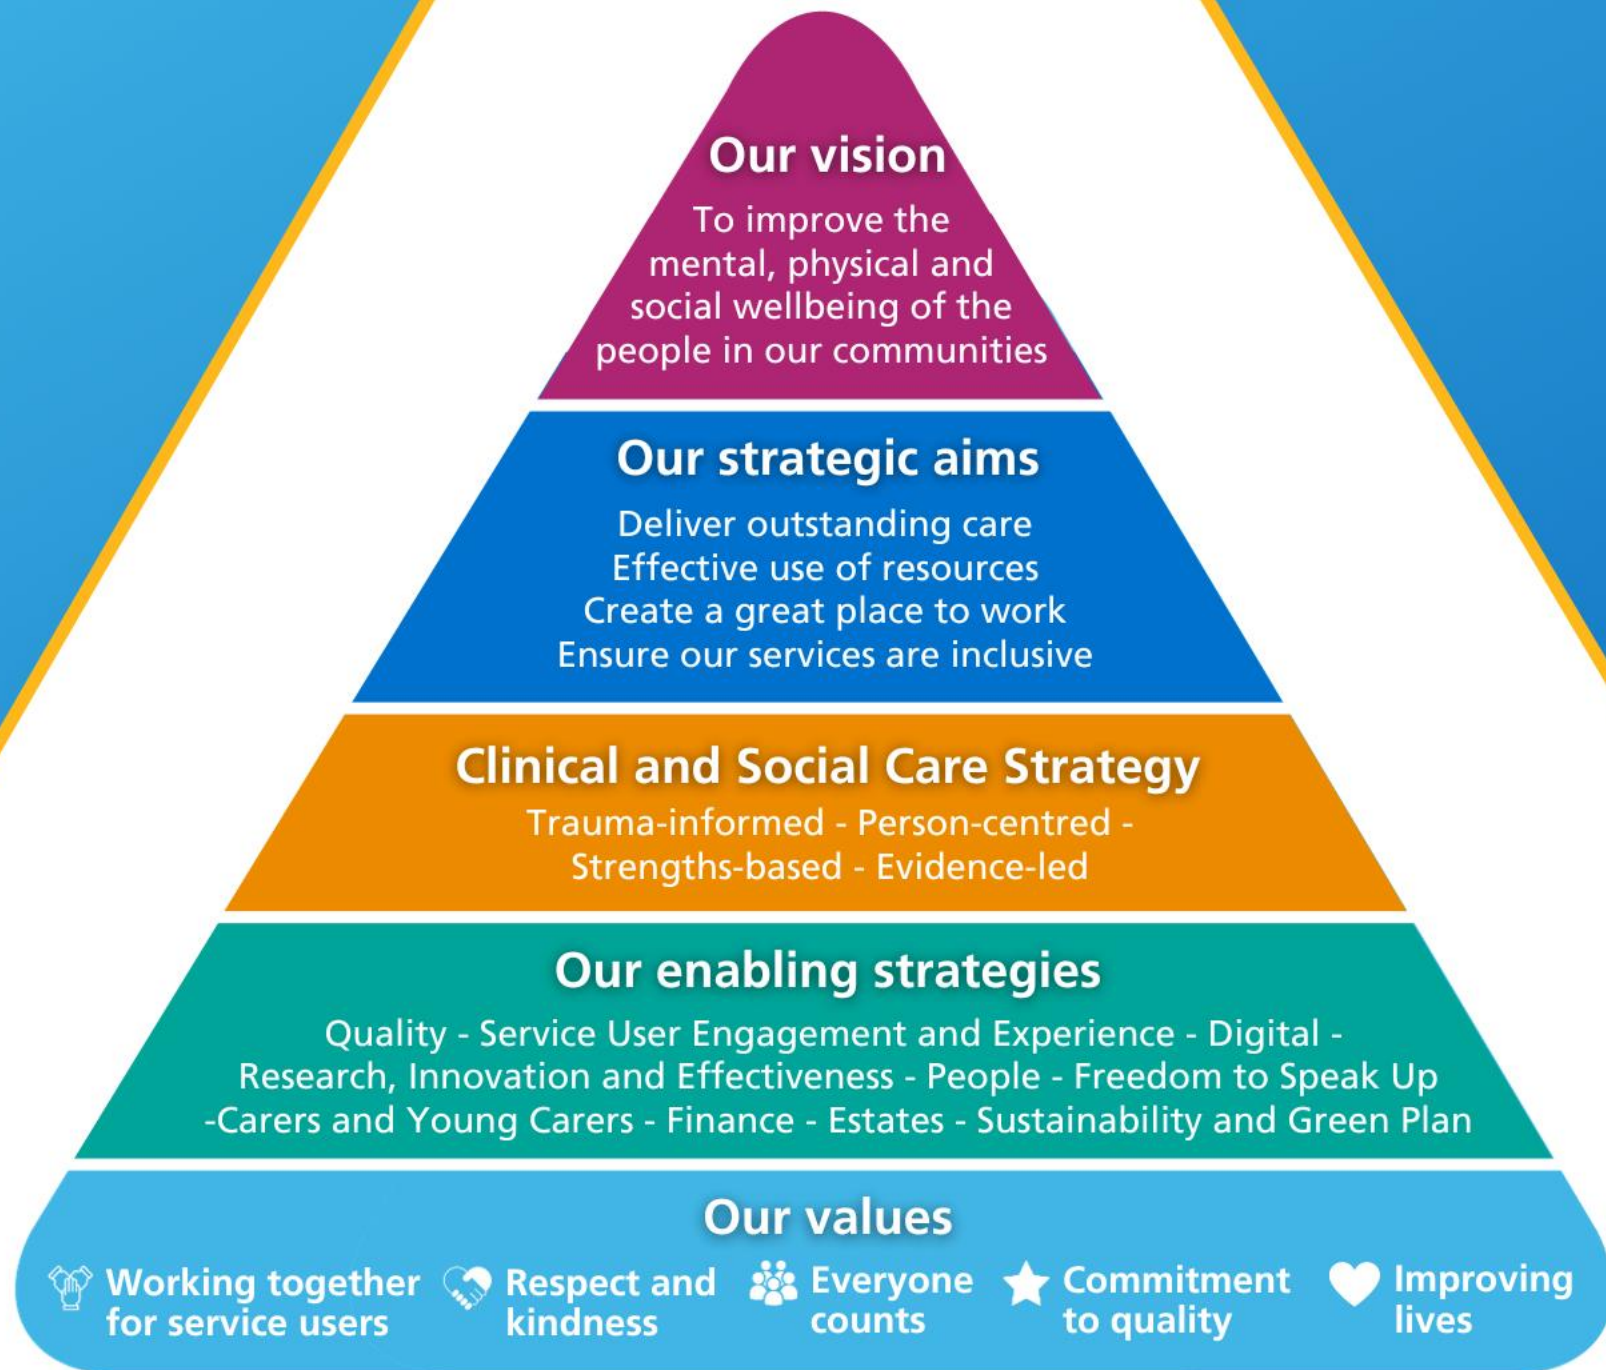 Our vision
To improve the
mental, physical and
social wellbeing of the
people in our communities
Our strategic aims
Deliver outstanding care
Effective use of resources
Create a great place to work
Ensure our services are inclusive
Clinical and Social Care Strategy
Trauma-informed - Person-centred -
Strengths-based - Evidence-led
Our enabling strategies
Quality - Service User Engagement and Experience - Digital -
Research, Innovation and Effectiveness - People - Freedom to Speak Up
-Carers and Young Carers - Finance - Estates - Sustainability and Green Plan
Our values
Working together
for service users
Respect and
kindness
Everyone
counts
Commitment
to quality
Improving
lives